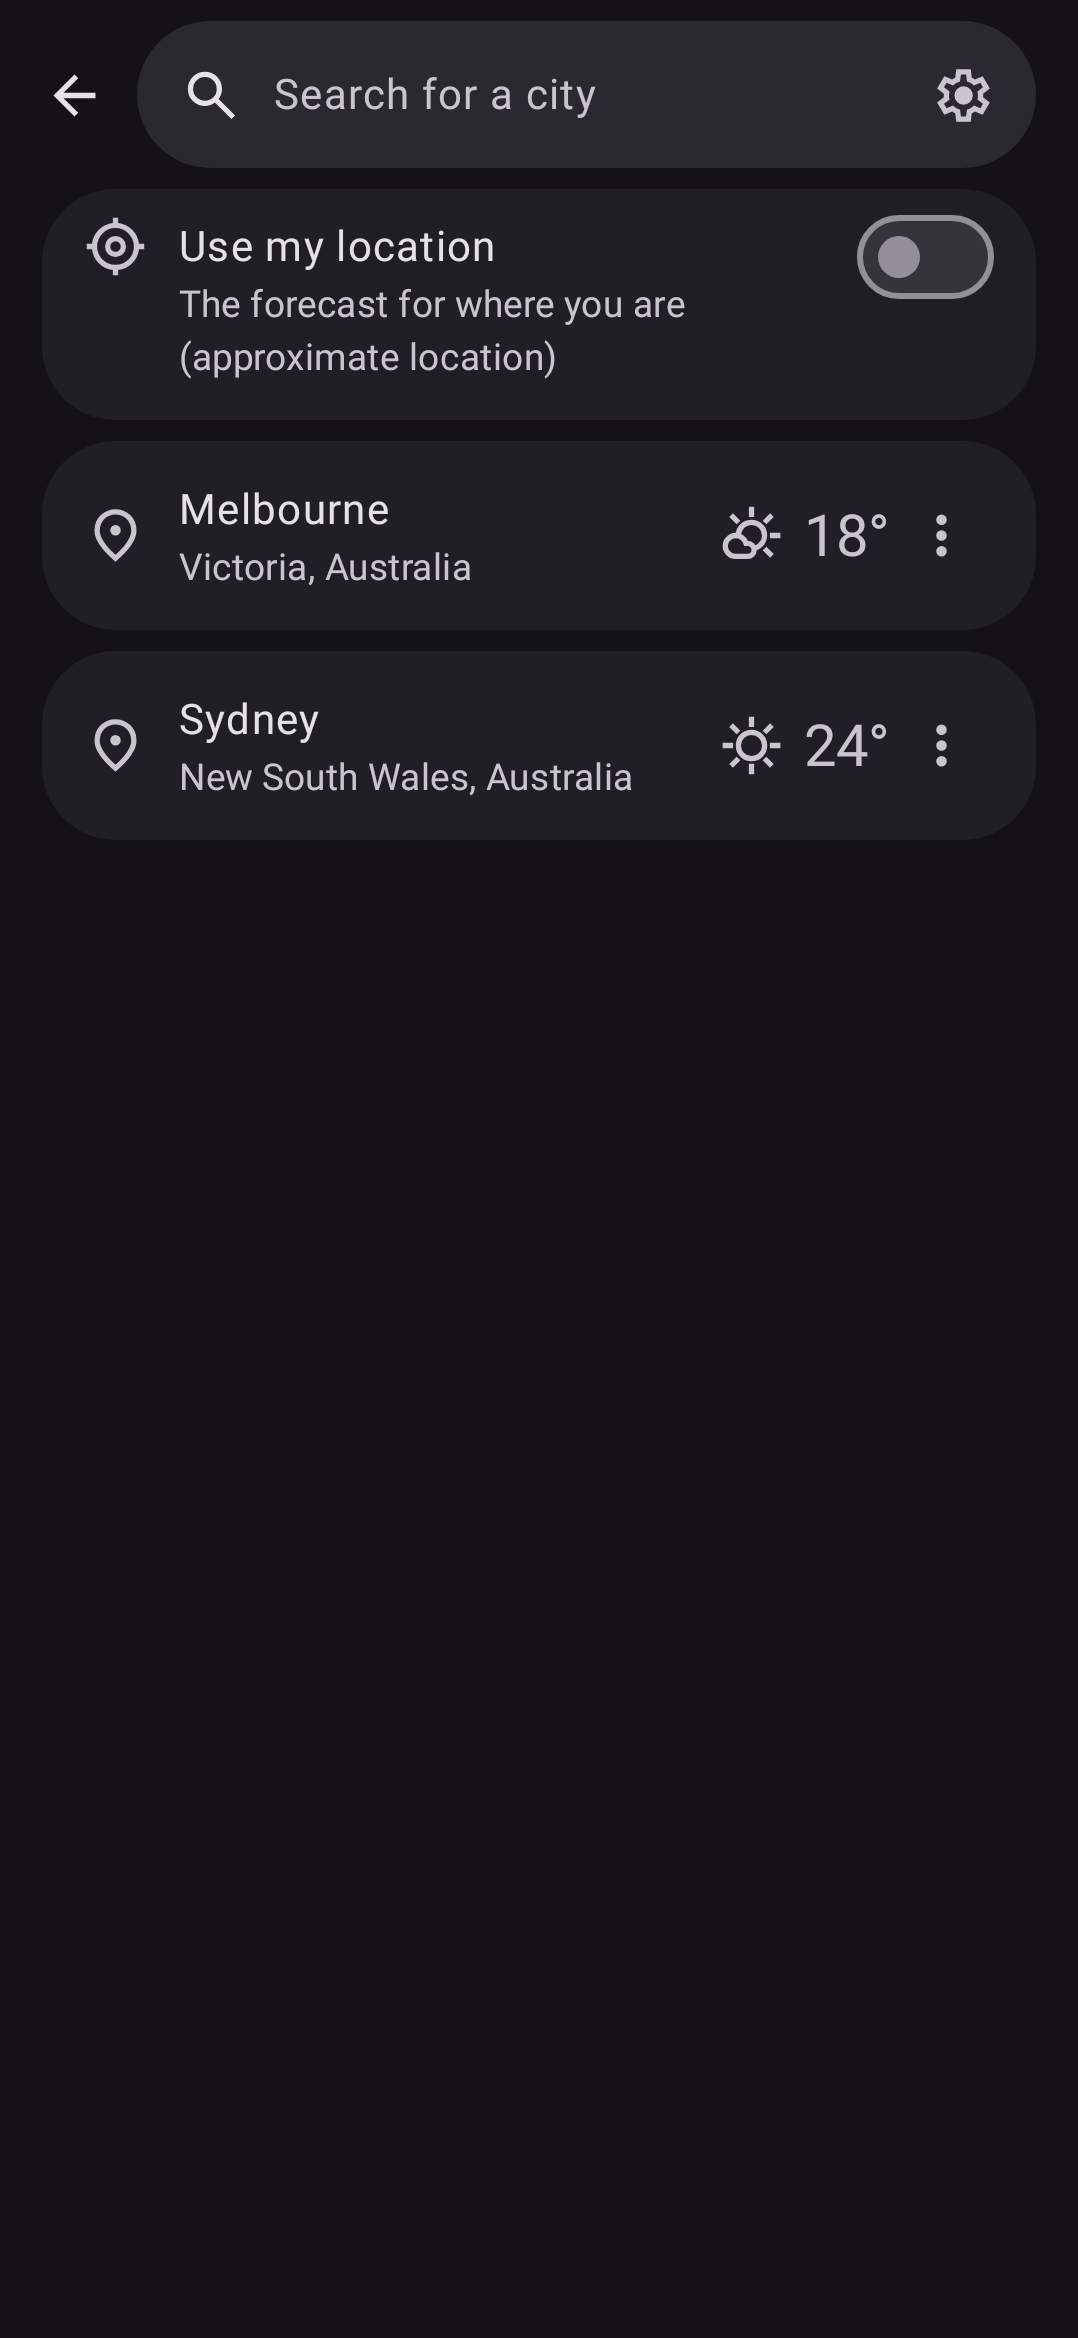 Search for a city
Use my location
The forecast for where you are
(approximate location)
Melbourne
Victoria, Australia
18°
Sydney
New South Wales, Australia
24°